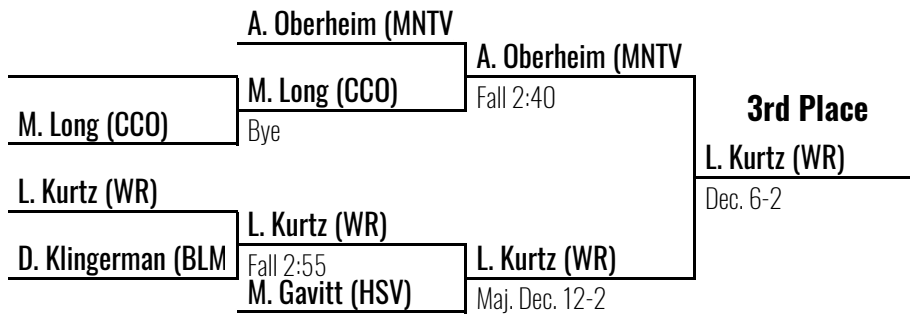 A. Oberheim (MNTV
A. Oberheim (MNTV
M. Long (CCO)
Fall 2:40
3rd Place
M. Long (CCO)
Bye
L. Kurtz (WR)
L. Kurtz (WR)
Dec. 6-2
L. Kurtz (WR)
D. Klingerman (BLM
Fall 2:55
L. Kurtz (WR)
M. Gavitt (HSV)
Maj. Dec. 12-2